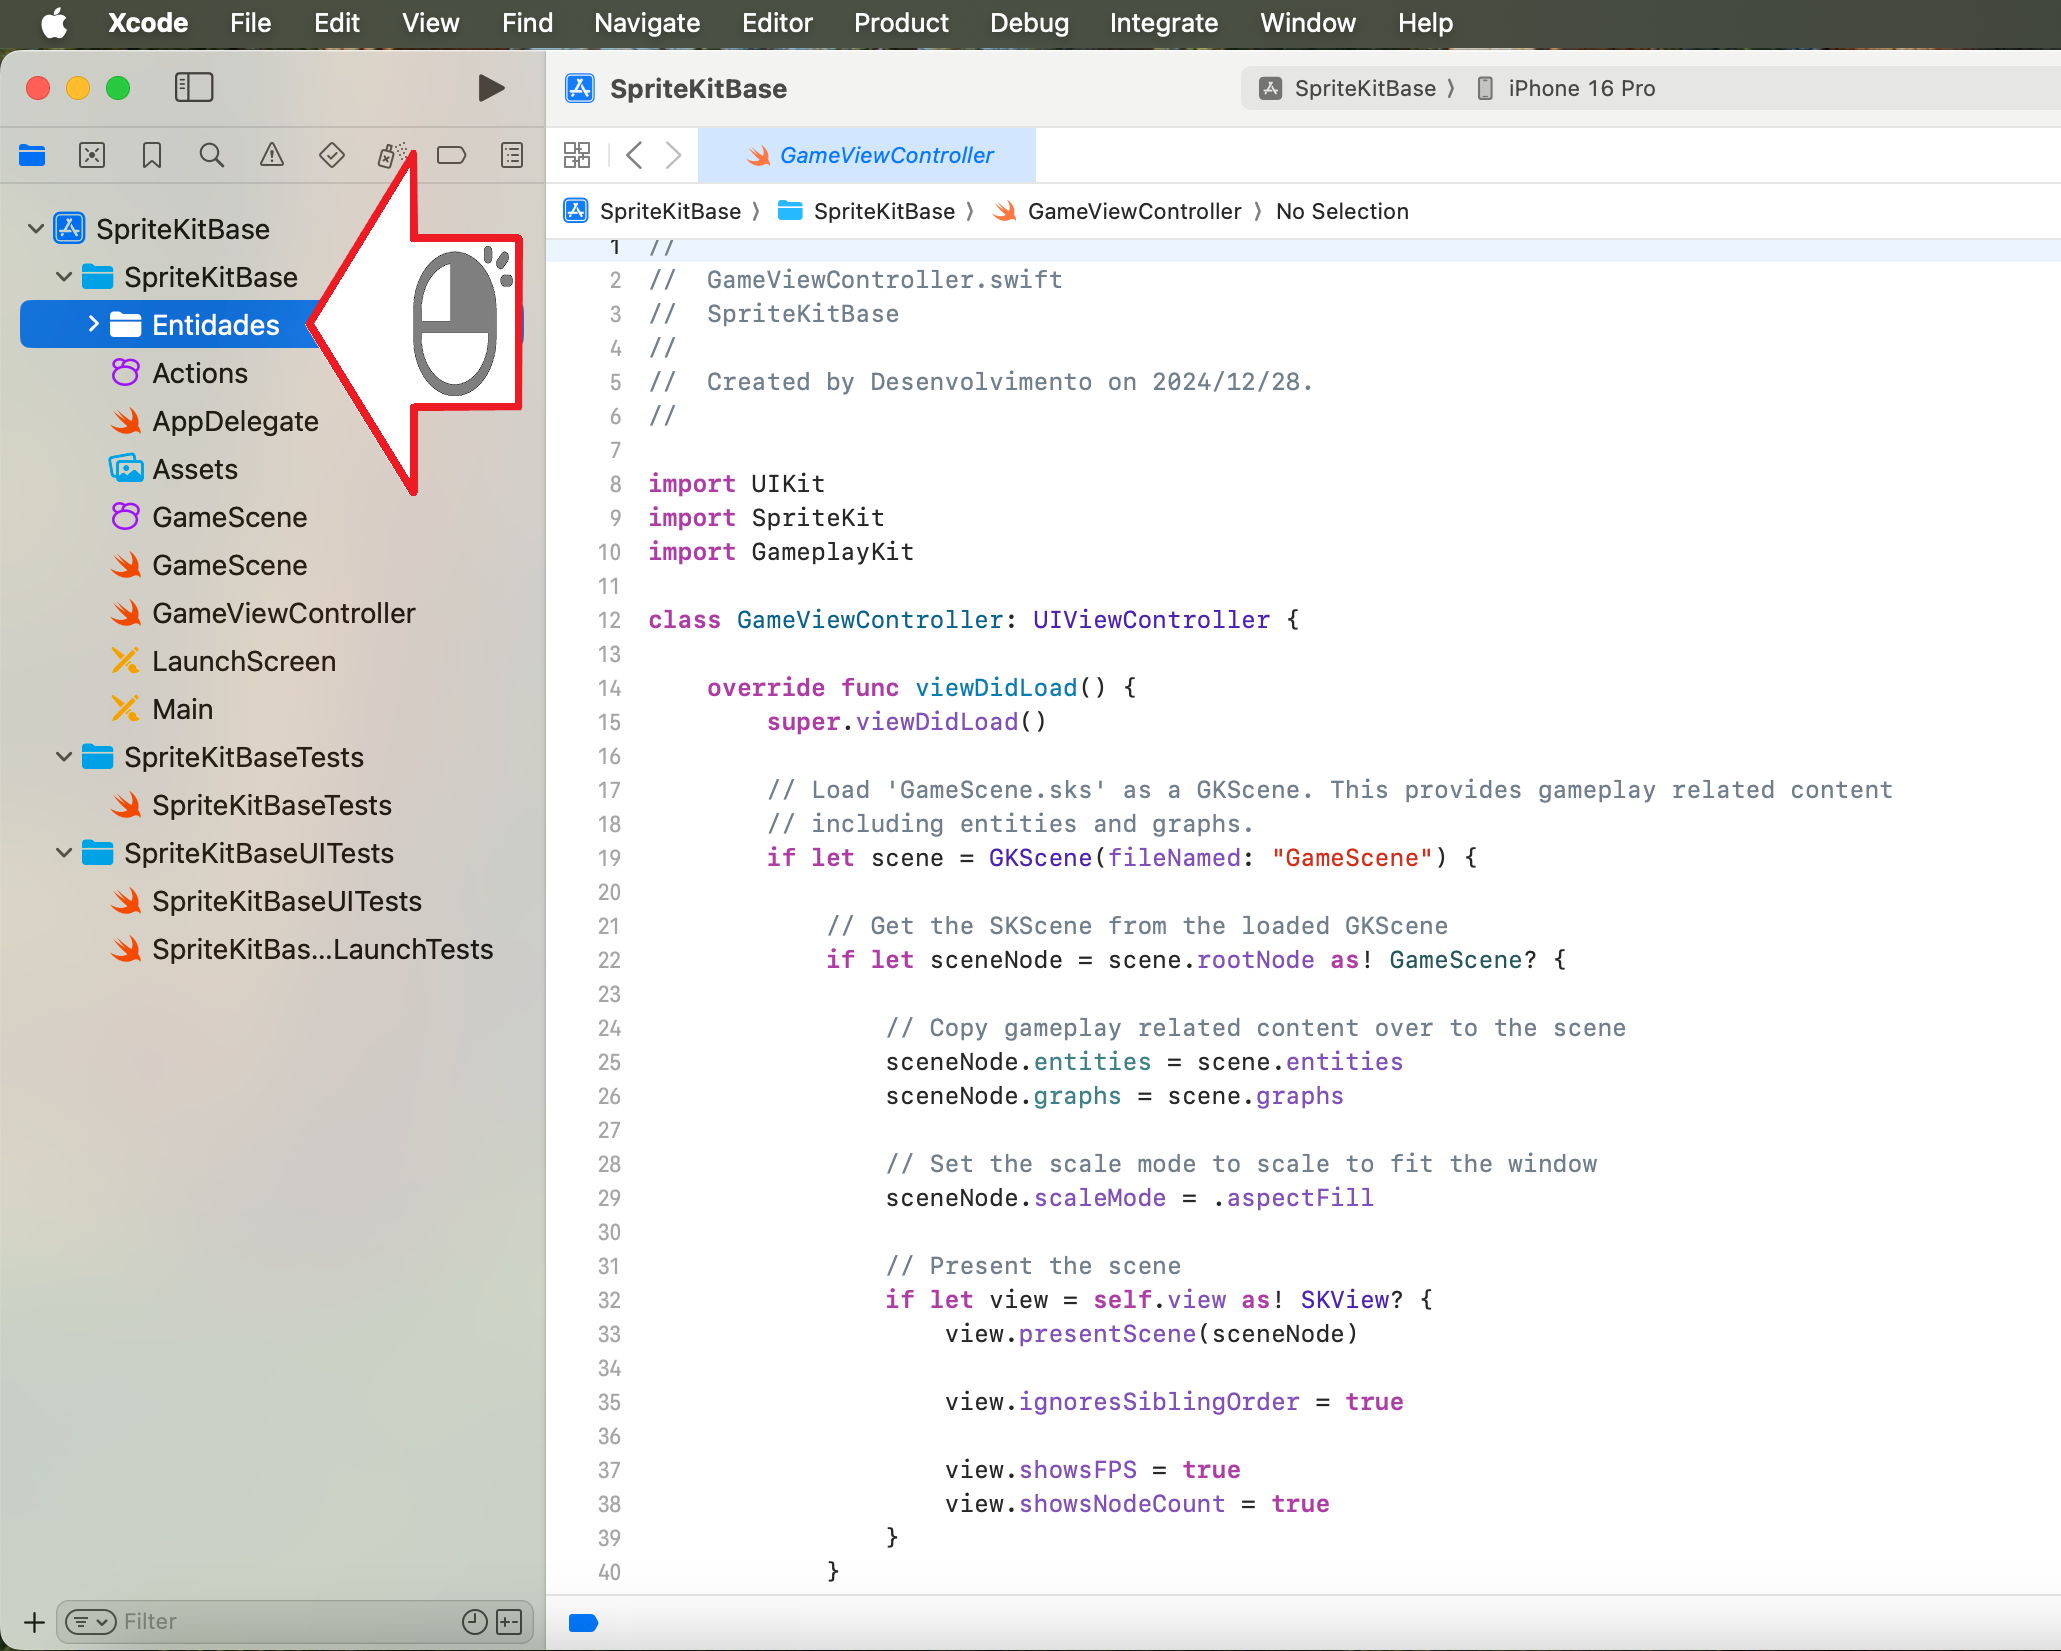 Xcode File Edit View Find Navigate Editor Product Debug Integrate Window Help
SpriteKitBase
SpriteKitBase 〉 iPhone 16 Pro
GameViewController
SpriteKitBase 〉 SpriteKitBase 〉 GameViewController 〉 No Selection
SpriteKitBase
SpriteKitBase
Entidades
Actions
AppDelegate
Assets
GameScene
GameScene
GameViewController
LaunchScreen
Main
SpriteKitBaseTests
SpriteKitBaseTests
SpriteKitBaseUITests
SpriteKitBaseUITests
SpriteKitBas...LaunchTests
Filter
1 //
2 //  GameViewController.swift
3 //  SpriteKitBase
4 //
5 //  Created by Desenvolvimento on 2024/12/28.
6 //
7
8 import UIKit
9 import SpriteKit
10 import GameplayKit
11
12 class GameViewController: UIViewController {
13
14     override func viewDidLoad() {
15         super.viewDidLoad()
16
17         // Load 'GameScene.sks' as a GKScene. This provides gameplay related content
18         // including entities and graphs.
19         if let scene = GKScene(fileNamed: "GameScene") {
20
21             // Get the SKScene from the loaded GKScene
22             if let sceneNode = scene.rootNode as! GameScene? {
23
24                 // Copy gameplay related content over to the scene
25                 sceneNode.entities = scene.entities
26                 sceneNode.graphs = scene.graphs
27
28                 // Set the scale mode to scale to fit the window
29                 sceneNode.scaleMode = .aspectFill
30
31                 // Present the scene
32                 if let view = self.view as! SKView? {
33                     view.presentScene(sceneNode)
34
35                     view.ignoresSiblingOrder = true
36
37                     view.showsFPS = true
38                     view.showsNodeCount = true
39                 }
40             }